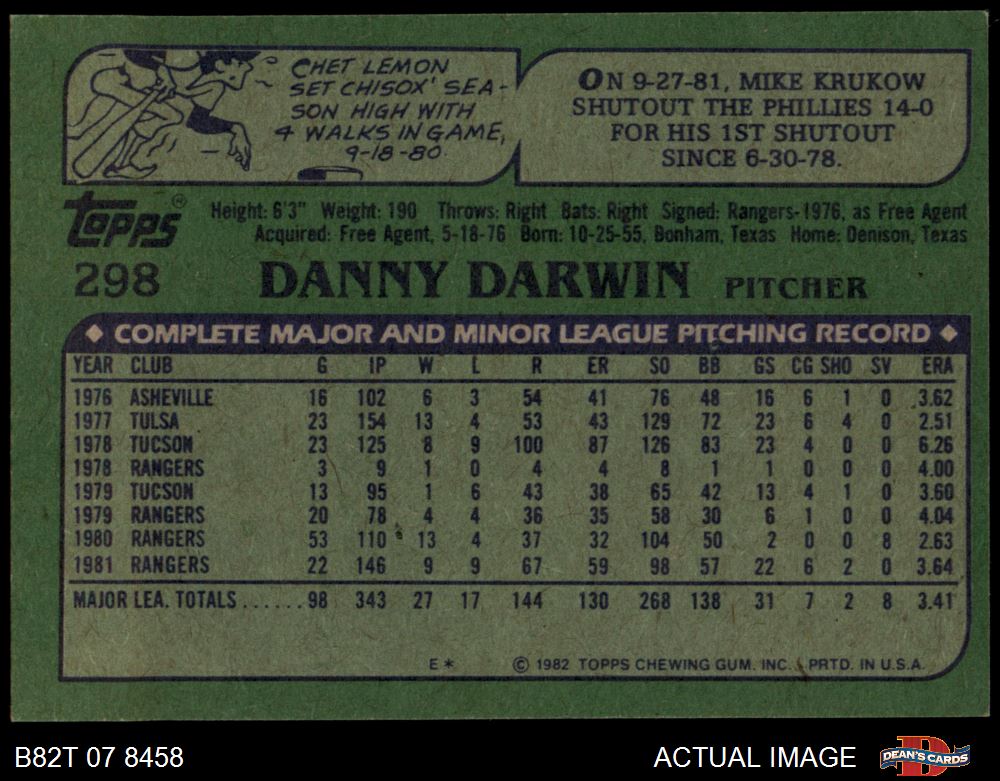 CHET LEMON
SET CHISOX' SEA-
SON HIGH WITH
4 WALKS IN GAME,
9-18-80
ON 9-27-81, MIKE KRUKOW
SHUTOUT THE PHILLIES 14-0
FOR HIS 1ST SHUTOUT
SINCE 6-30-78.
Topps®
Height: 6'3" Weight: 190 Throws: Right Bats: Right Signed: Rangers-1976, as Free Agent
Acquired: Free Agent, 5-18-76 Born: 10-25-55, Bonham, Texas Home: Denison, Texas
298 DANNY DARWIN PITCHER
◆ COMPLETE MAJOR AND MINOR LEAGUE PITCHING RECORD ◆
YEAR CLUB G IP W L R ER SO BB GS CG SHO SV ERA
1976 ASHEVILLE 16 102 6 3 54 41 76 48 16 6 1 0 3.62
1977 TULSA 23 154 13 4 53 43 129 72 23 6 4 0 2.51
1978 TUCSON 23 125 8 9 100 87 126 83 23 4 0 0 6.26
1978 RANGERS 3 9 1 0 4 4 8 1 1 0 0 0 4.00
1979 TUCSON 13 95 1 6 43 38 65 42 13 4 1 0 3.60
1979 RANGERS 20 78 4 4 36 35 58 30 6 1 0 0 4.04
1980 RANGERS 53 110 13 4 37 32 104 50 2 0 0 8 2.63
1981 RANGERS 22 146 9 9 67 59 98 57 22 6 2 0 3.64
MAJOR LEA. TOTALS......98 343 27 17 144 130 268 138 31 7 2 8 3.41
E* © 1982 TOPPS CHEWING GUM. INC. PRTD. IN U.S.A.
B82T 07 8458 ACTUAL IMAGE DEAN'S CARDS